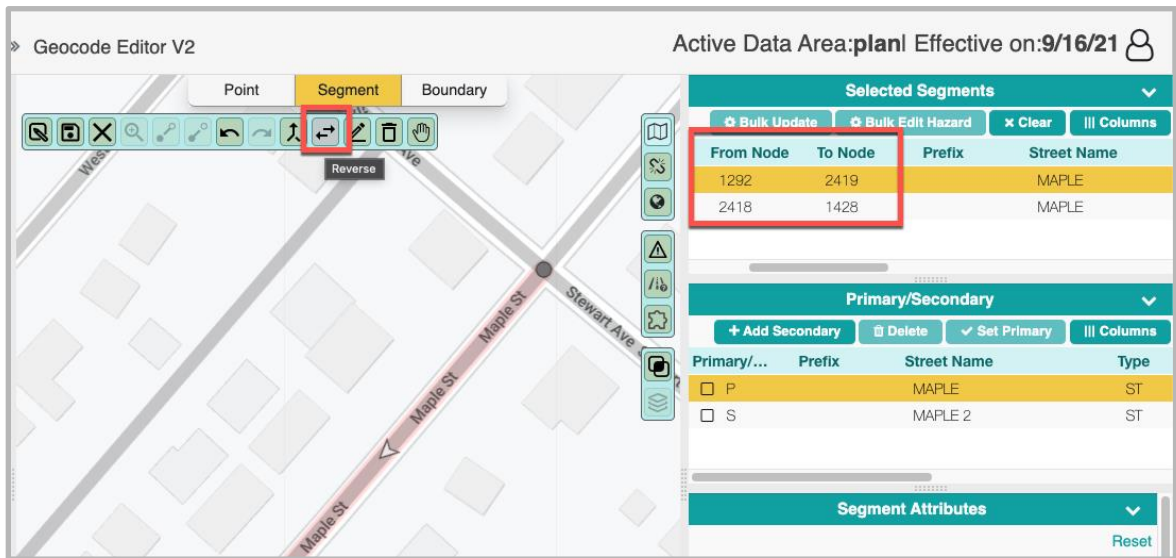 » Geocode Editor V2
Active Data Area:planI Effective on:9/16/21
Point Segment Boundary
Reverse
West
Ave
Stewart Ave
Maple St
Maple St
Maple St
Maple St
Selected Segments
Bulk Update Bulk Edit Hazard × Clear Columns
From Node To Node Prefix Street Name
1292 2419 MAPLE
2418 1428 MAPLE
Primary/Secondary
+ Add Secondary Delete Set Primary Columns
Primary/... Prefix Street Name Type
P MAPLE ST
S MAPLE 2 ST
Segment Attributes
Reset